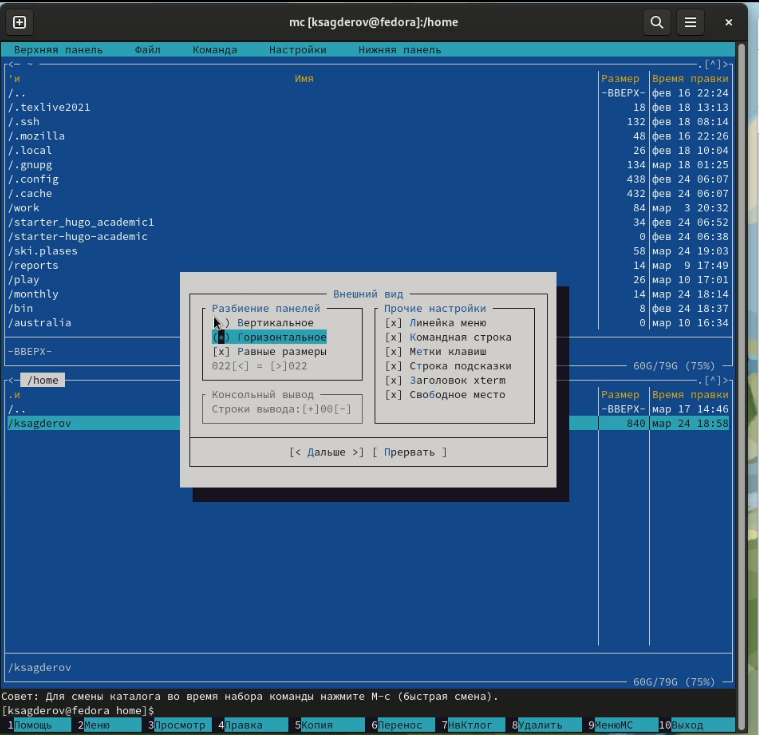 mc [ksagderov@fedora]:/home
Верхняя панель Файл Команда Настройки Нижняя панель
<— ~ .[^]>
'и Имя Размер Время правки
/.. -ВВЕРХ- фев 16 22:24
/.texlive2021 18 фев 18 13:13
/.ssh 132 фев 18 08:14
/.mozilla 48 фев 16 22:26
/.local 26 фев 18 10:04
/.gnupg 134 мар 18 01:25
/.config 438 фев 24 06:07
/.cache 432 фев 24 06:07
/work 84 мар 3 20:32
/starter_hugo_academic1 34 фев 24 06:52
/starter-hugo-academic 0 фев 24 06:38
/ski.plases 58 мар 24 19:03
/reports 14 мар 9 17:49
/play 26 мар 10 17:01
/monthly 14 мар 24 18:14
/bin 8 фев 24 18:37
/australia 0 мар 10 16:34
-ВВЕРХ-
60G/79G (75%)
<— /home .[^]>
.и Размер Время правки
/.. -ВВЕРХ- мар 17 14:46
/ksagderov 840 мар 24 18:58
Внешний вид
Разбиение панелей
( ) Вертикальное
(*) Горизонтальное
[x] Равные размеры
022[<] = [>]022
Консольный вывод
Строки вывода:[+]00[-]
Прочие настройки
[x] Линейка меню
[x] Командная строка
[x] Метки клавиш
[x] Строка подсказки
[x] Заголовок xterm
[x] Свободное место
[< Дальше >] [ Прервать ]
/ksagderov
60G/79G (75%)
Совет: Для смены каталога во время набора команды нажмите M-c (быстрая смена).
[ksagderov@fedora home]$
1Помощь 2Меню 3Просмотр 4Правка 5Копия 6Перенос 7НвКтлог 8Удалить 9МенюМС 10Выход